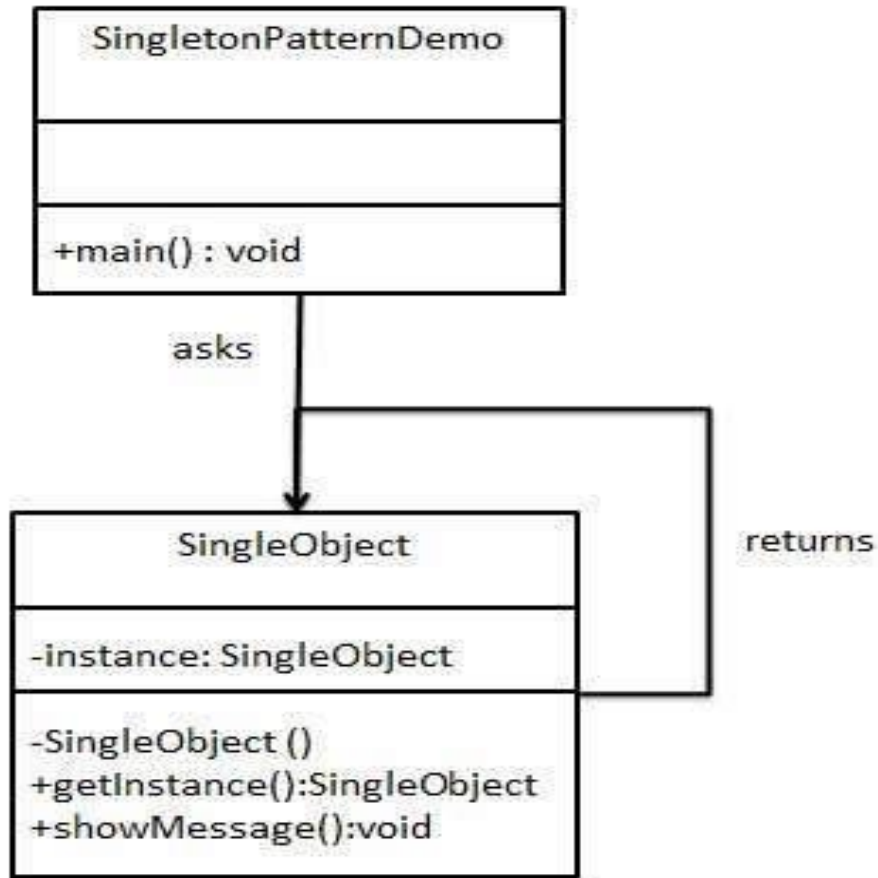 SingletonPatternDemo
+main() : void
asks
SingleObject
returns
-instance: SingleObject
-SingleObject ()
+getInstance():SingleObject
+showMessage():void